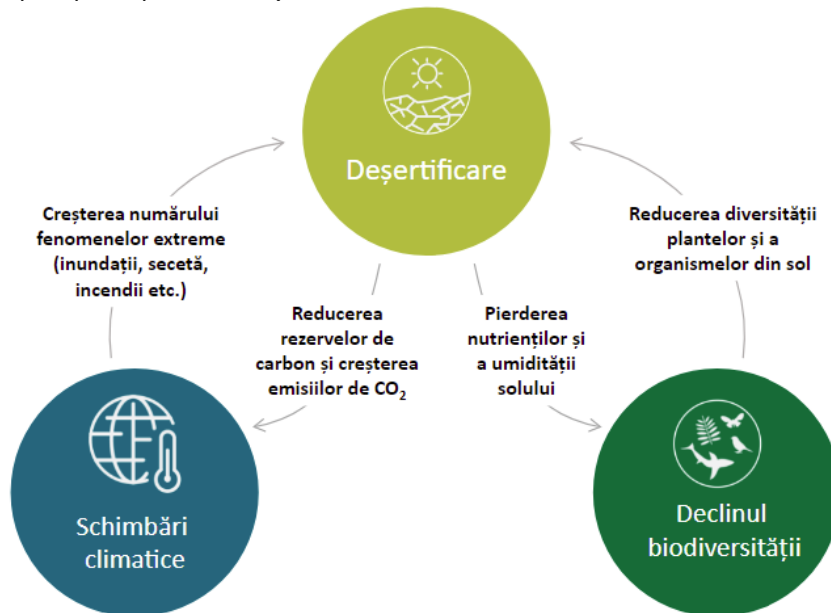 Deșertificare
Creșterea numărului
fenomenelor extreme
(inundații, secetă,
incendii etc.)
Reducerea diversității
plantelor și a
organismelor din sol
Reducerea
rezervelor de
carbon și creșterea
emisiilor de CO₂
Pierderea
nutrienților și
a umidității
solului
Schimbări
climatice
Declinul
biodiversității